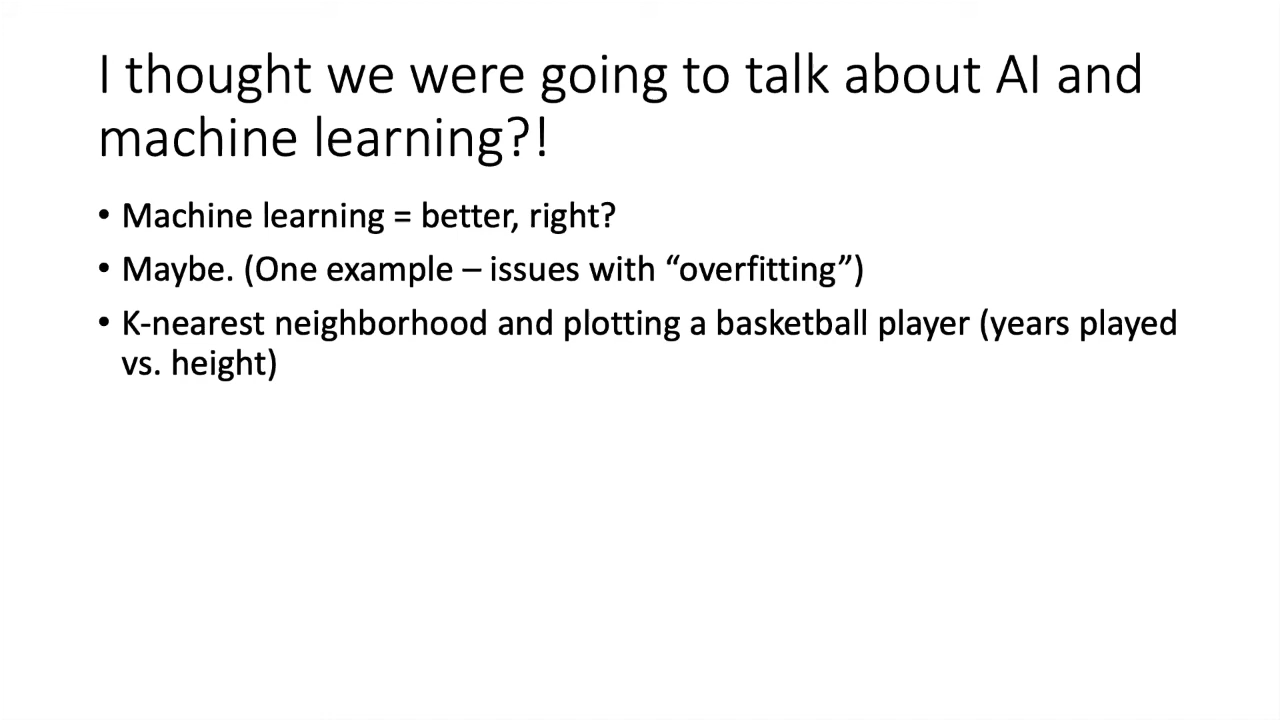 I thought we were going to talk about AI and
machine learning?!
• Machine learning = better, right?
• Maybe. (One example – issues with “overfitting”)
• K-nearest neighborhood and plotting a basketball player (years played
vs. height)